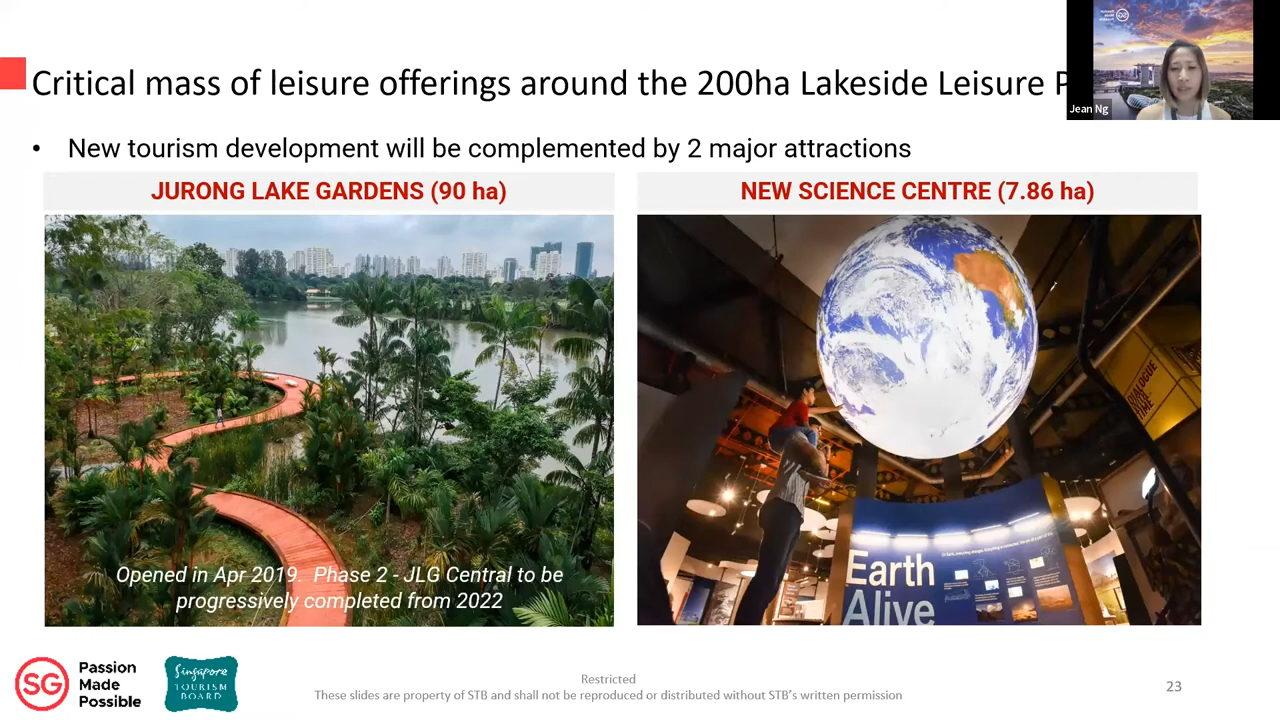 Critical mass of leisure offerings around the 200ha Lakeside Leisure P
Jean Ng
• New tourism development will be complemented by 2 major attractions
JURONG LAKE GARDENS (90 ha)
NEW SCIENCE CENTRE (7.86 ha)
Opened in Apr 2019. Phase 2 - JLG Central to be
progressively completed from 2022
DIALOGUE
TIME
Earth
Alive
SG
Passion
Made
Possible
Singapore
TOURISM
BOARD
Restricted
These slides are property of STB and shall not be reproduced or distributed without STB's written permission
23